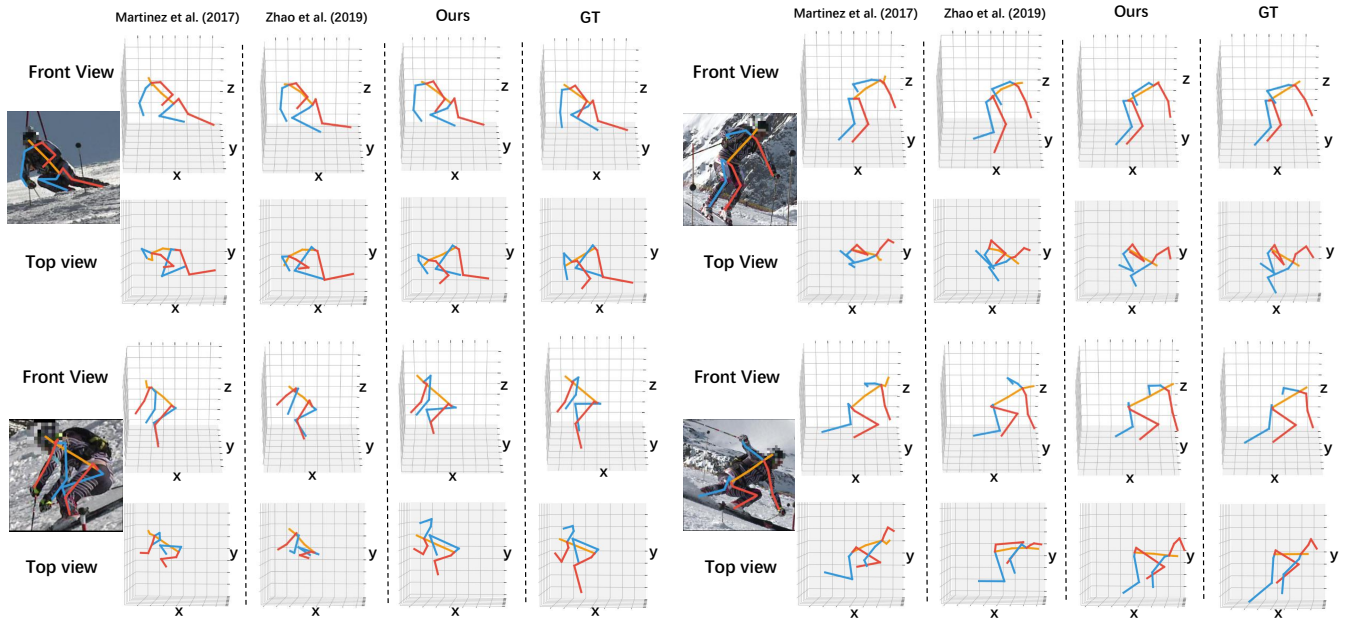 Martinez et al. (2017) Zhao et al. (2019) Ours GT
Front View
z
z
y
y
x
x
x
x
Top view
y
y
x
x
x
x
Front View
z
z
y
y
x
x
x
x
Top view
y
y
x
x
x
x
Martinez et al. (2017) Zhao et al. (2019) Ours GT
Front View
z
z
y
y
x
x
x
x
Top View
y
y
x
x
x
x
Front View
z
z
y
y
x
x
x
x
Top view
y
y
x
x
x
x